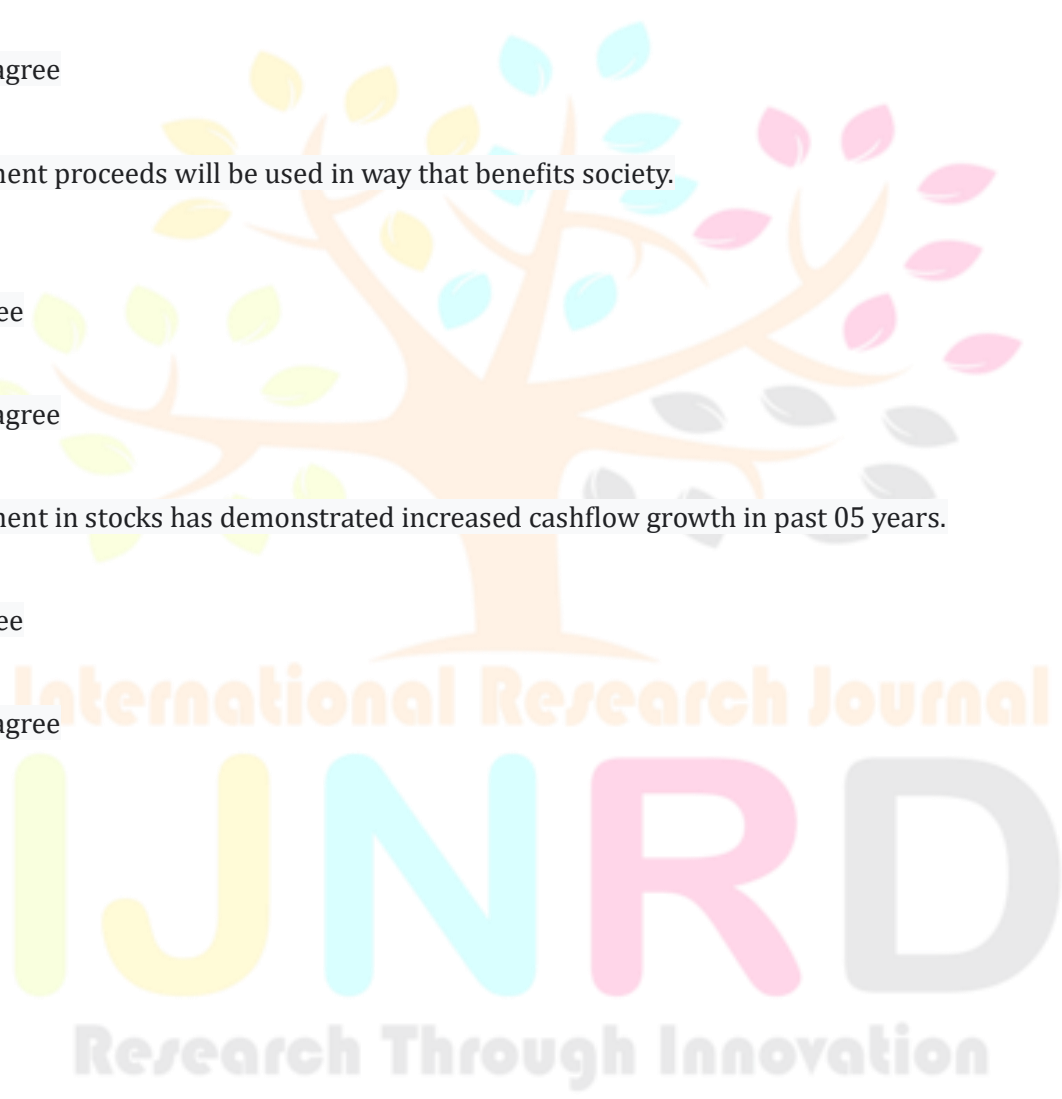 agree
ment proceeds will be used in way that benefits society.
ee
agree
ment in stocks has demonstrated increased cashflow growth in past 05 years.
ee
International Research Journal
agree
IJNRD
Research Through Innovation